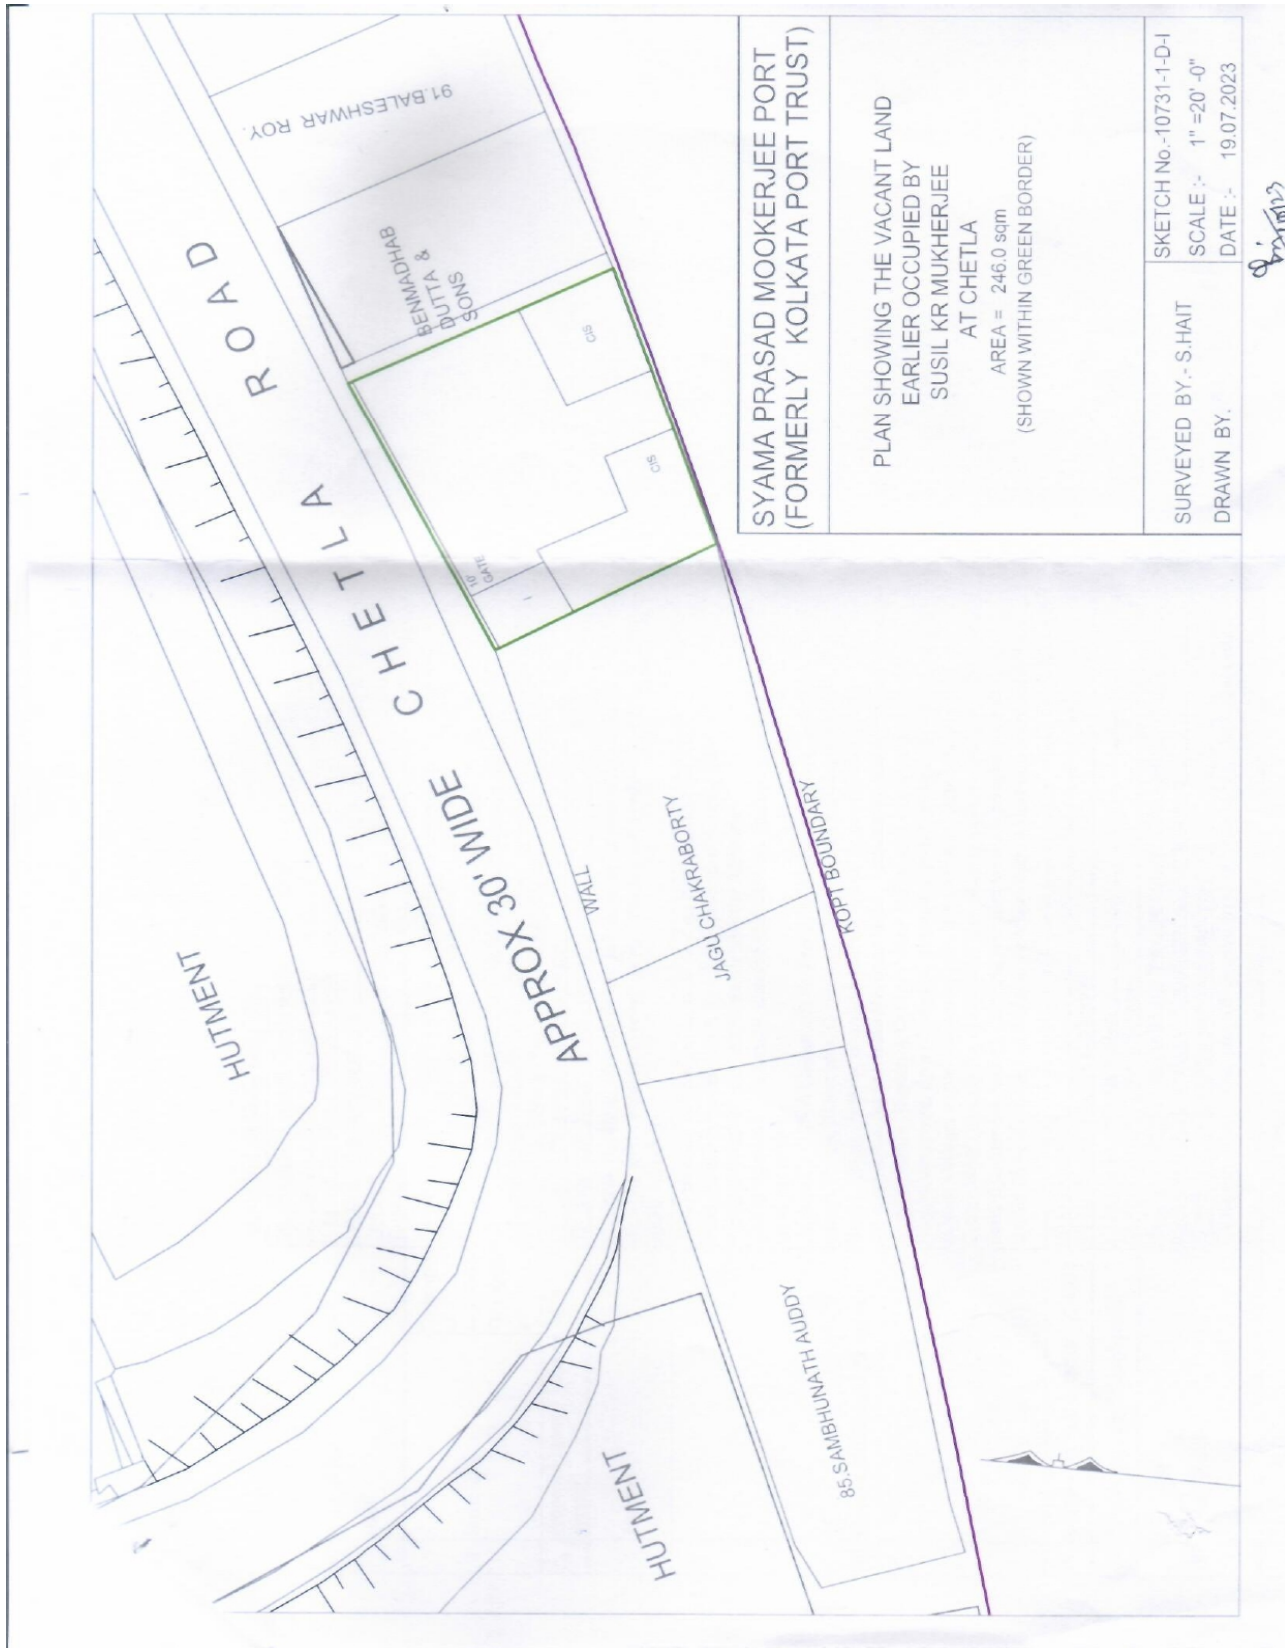 SYAMA PRASAD MOOKERJEE PORT
(FORMERLY KOLKATA PORT TRUST)
PLAN SHOWING THE VACANT LAND
EARLIER OCCUPIED BY
SUSIL KR MUKHERJEE
AT CHETLA
AREA = 246.0 sqm
(SHOWN WITHIN GREEN BORDER)
SURVEYED BY.- S.HAIT
DRAWN BY.
SKETCH No.-10731-1-D-I
SCALE :- 1" =20' -0"
DATE :- 19.07.2023
HUTMENT
APPROX 30' WIDE CHETLA ROAD
91.BALESHWAR ROY.
BENMADHAB
DUTTA &
SONS
10'
GATE
CIS
CIS
WALL
JAGU CHAKRABORTY
KOPT BOUNDARY
85.SAMBHUNATH AUDDY
HUTMENT